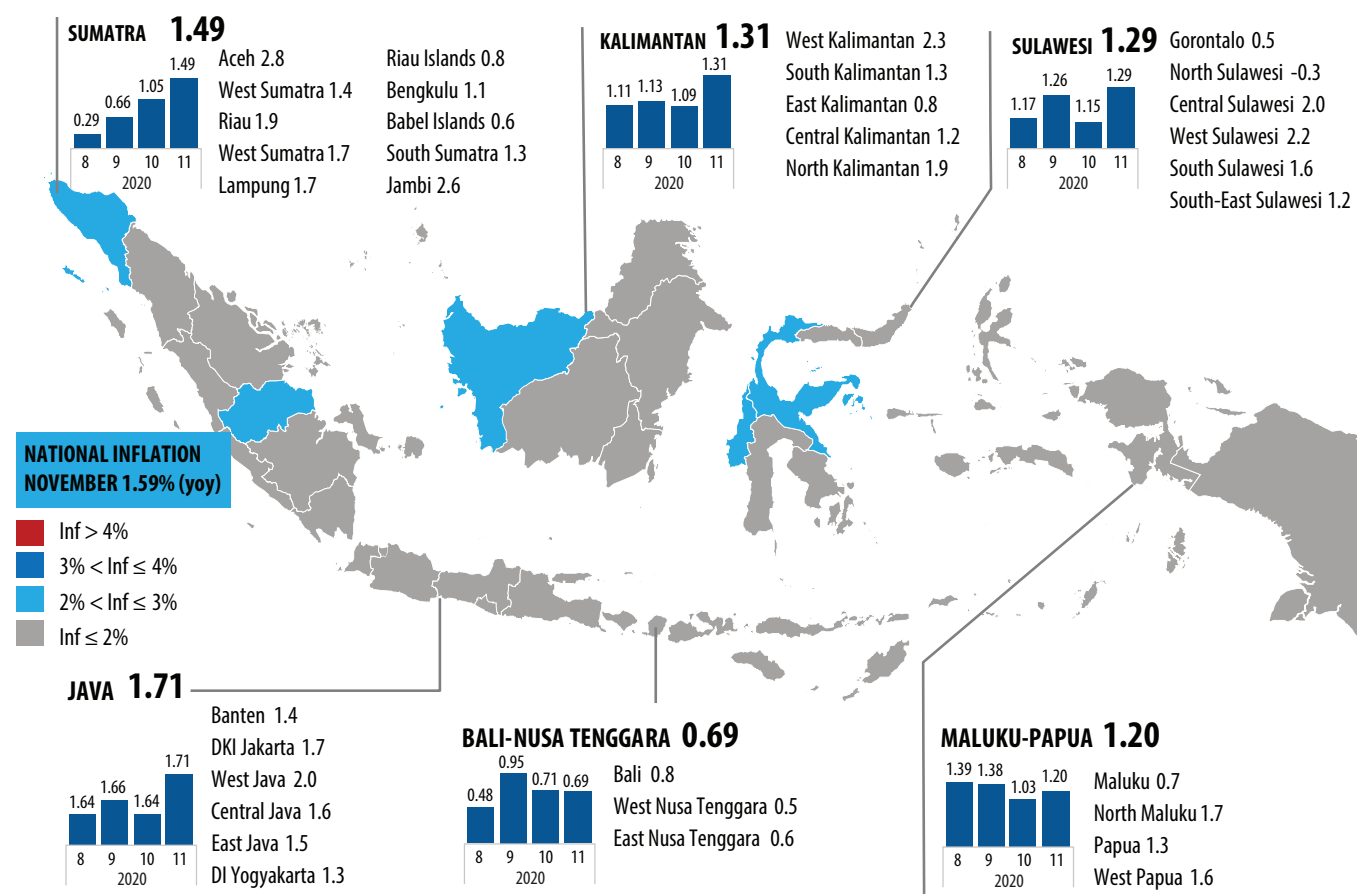 SUMATRA 1.49
0.29 0.66 1.05 1.49
8 9 10 11
2020
Aceh 2.8
West Sumatra 1.4
Riau 1.9
West Sumatra 1.7
Lampung 1.7
Riau Islands 0.8
Bengkulu 1.1
Babel Islands 0.6
South Sumatra 1.3
Jambi 2.6
KALIMANTAN 1.31
1.11 1.13 1.09 1.31
8 9 10 11
2020
West Kalimantan 2.3
South Kalimantan 1.3
East Kalimantan 0.8
Central Kalimantan 1.2
North Kalimantan 1.9
SULAWESI 1.29
1.17 1.26 1.15 1.29
8 9 10 11
2020
Gorontalo 0.5
North Sulawesi -0.3
Central Sulawesi 2.0
West Sulawesi 2.2
South Sulawesi 1.6
South-East Sulawesi 1.2
NATIONAL INFLATION
NOVEMBER 1.59% (yoy)
Inf > 4%
3% < Inf ≤ 4%
2% < Inf ≤ 3%
Inf ≤ 2%
JAVA 1.71
1.64 1.66 1.64 1.71
8 9 10 11
2020
Banten 1.4
DKI Jakarta 1.7
West Java 2.0
Central Java 1.6
East Java 1.5
DI Yogyakarta 1.3
BALI-NUSA TENGGARA 0.69
0.48 0.95 0.71 0.69
8 9 10 11
2020
Bali 0.8
West Nusa Tenggara 0.5
East Nusa Tenggara 0.6
MALUKU-PAPUA 1.20
1.39 1.38 1.03 1.20
8 9 10 11
2020
Maluku 0.7
North Maluku 1.7
Papua 1.3
West Papua 1.6